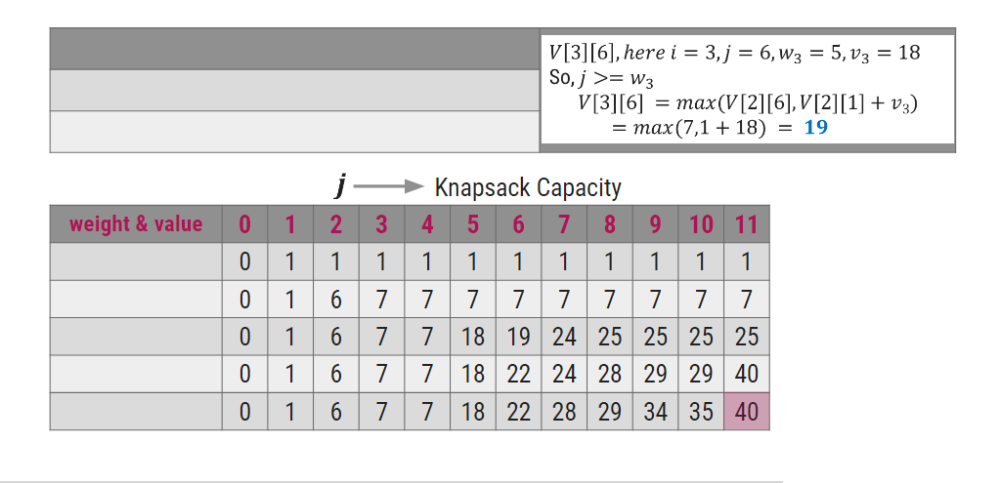 V[3][6], here i = 3, j = 6, w₃ = 5, v₃ = 18
So, j >= w₃
V[3][6] = max(V[2][6], V[2][1] + v₃)
= max(7,1 + 18) = 19
j Knapsack Capacity
weight & value 0 1 2 3 4 5 6 7 8 9 10 11
0 1 1 1 1 1 1 1 1 1 1 1
0 1 6 7 7 7 7 7 7 7 7 7
0 1 6 7 7 18 19 24 25 25 25 25
0 1 6 7 7 18 22 24 28 29 29 40
0 1 6 7 7 18 22 28 29 34 35 40